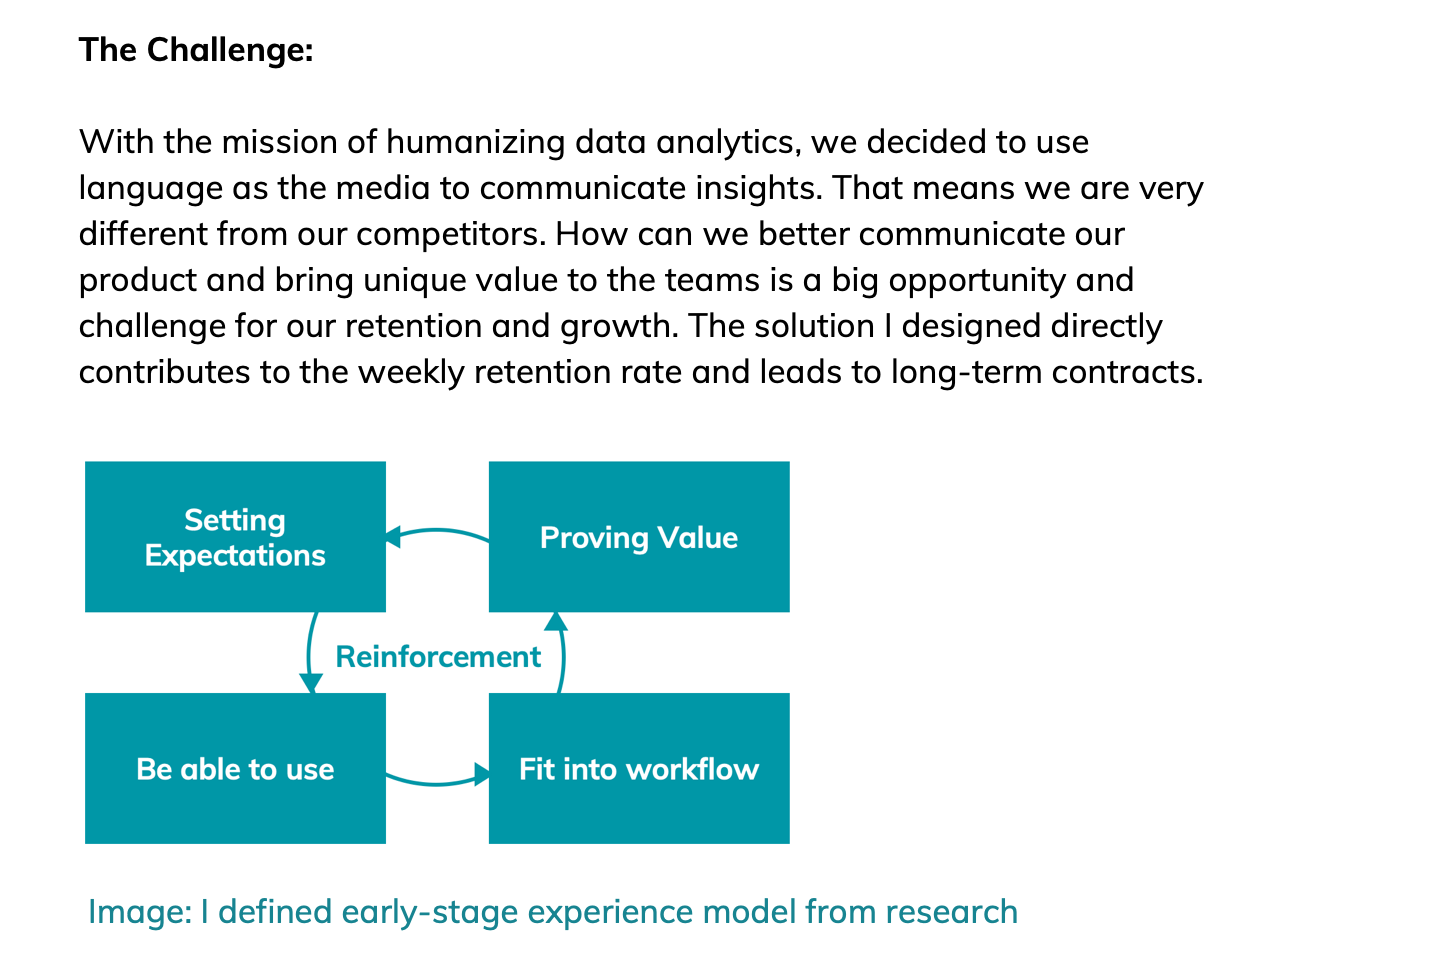 The Challenge:
With the mission of humanizing data analytics, we decided to use
language as the media to communicate insights. That means we are very
different from our competitors. How can we better communicate our
product and bring unique value to the teams is a big opportunity and
challenge for our retention and growth. The solution I designed directly
contributes to the weekly retention rate and leads to long-term contracts.
Setting
Expectations
Proving Value
Reinforcement
Be able to use
Fit into workflow
Image: I defined early-stage experience model from research